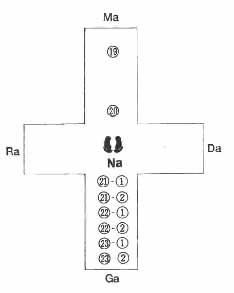 Ma
⑲
⑳
Ra
Da
Na
㉑-①
㉑-②
㉒-①
㉒-②
㉓-①
㉓ ②
Ga